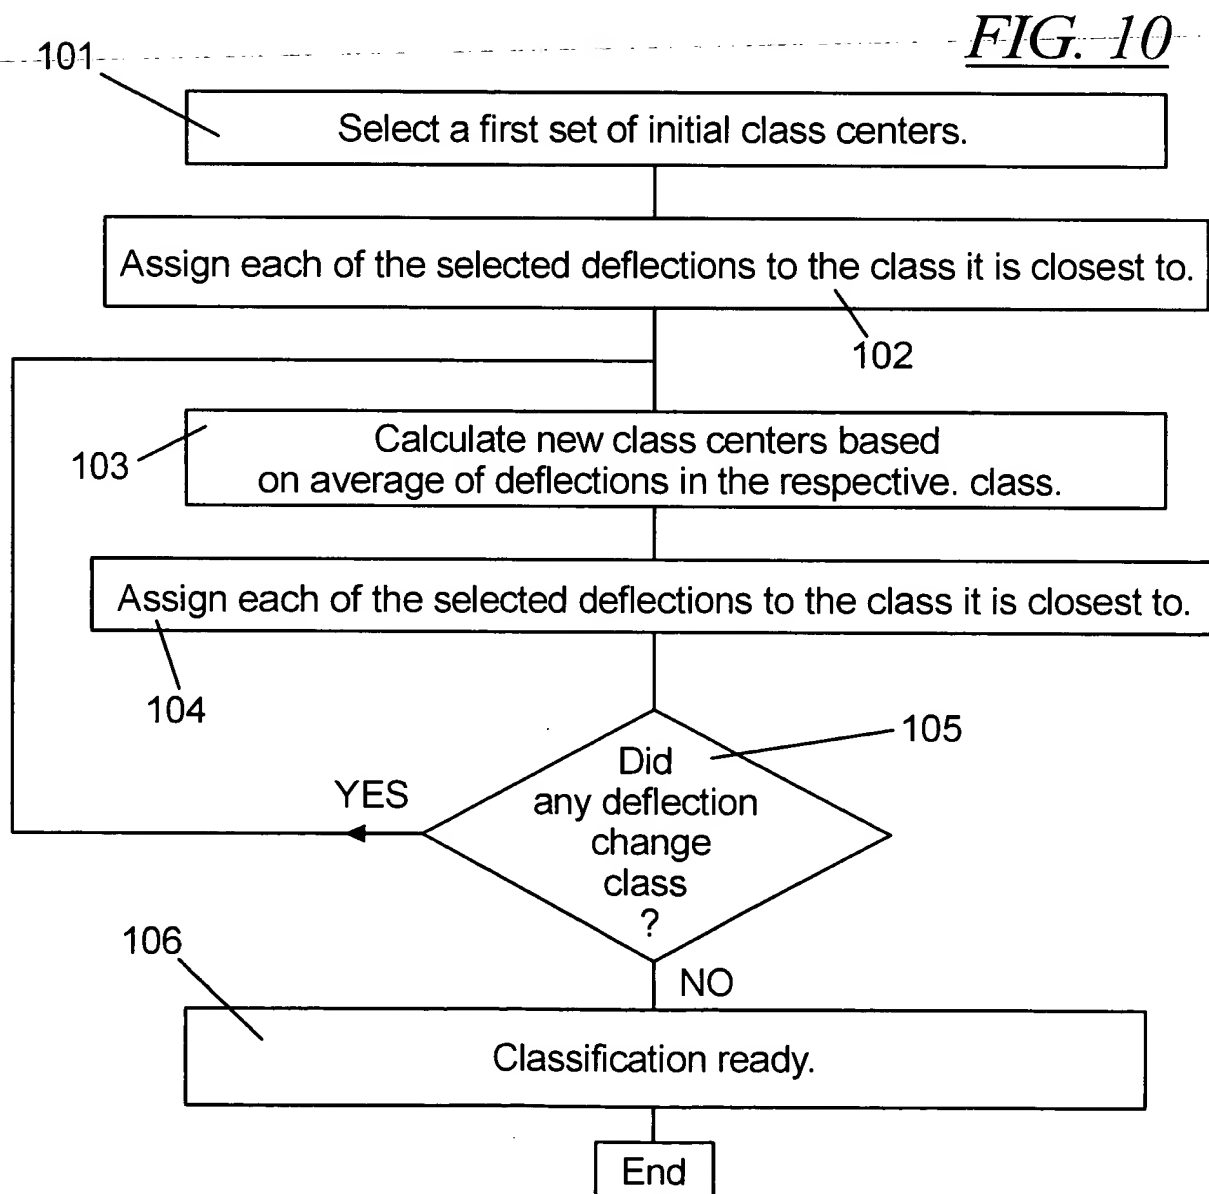 FIG. 10
101
Select a first set of initial class centers.
Assign each of the selected deflections to the class it is closest to.
102
103
Calculate new class centers based
on average of deflections in the respective. class.
Assign each of the selected deflections to the class it is closest to.
104
105
Did
any deflection
change
class
?
YES
106
NO
Classification ready.
End